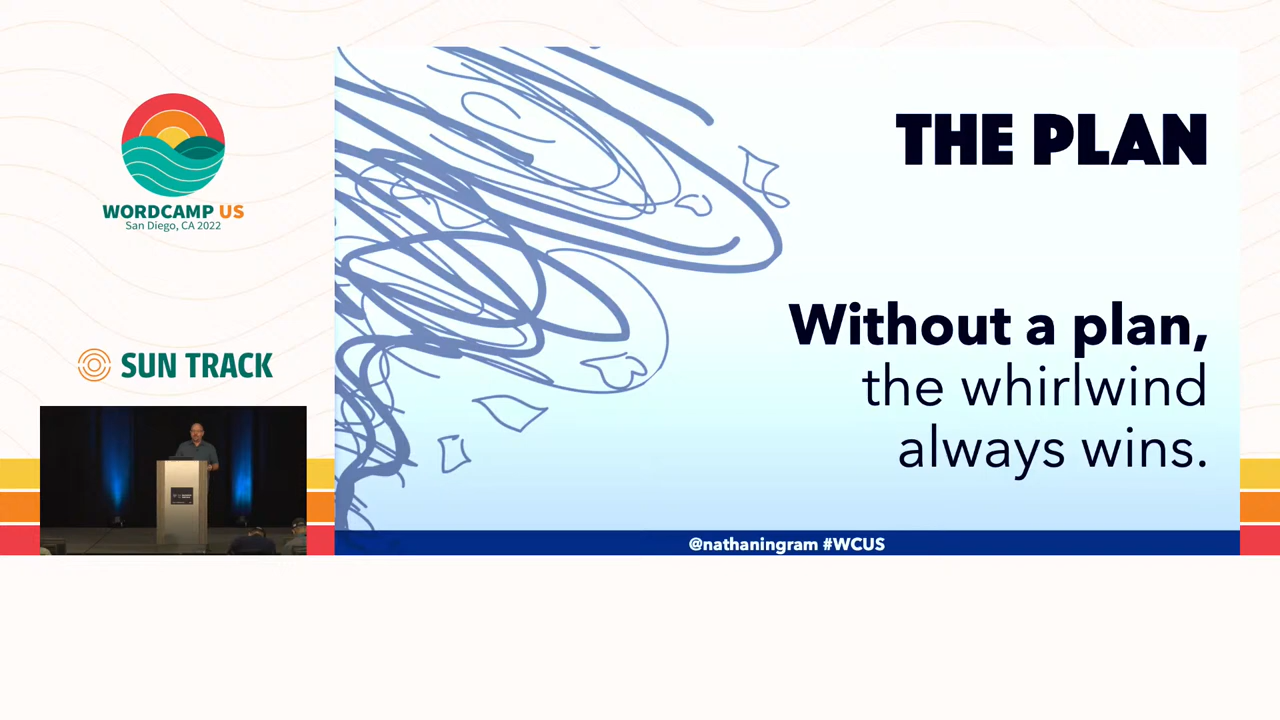 WORDCAMP US
San Diego, CA 2022
SUN TRACK
THE PLAN
Without a plan,
the whirlwind
always wins.
@nathaningram #WCUS